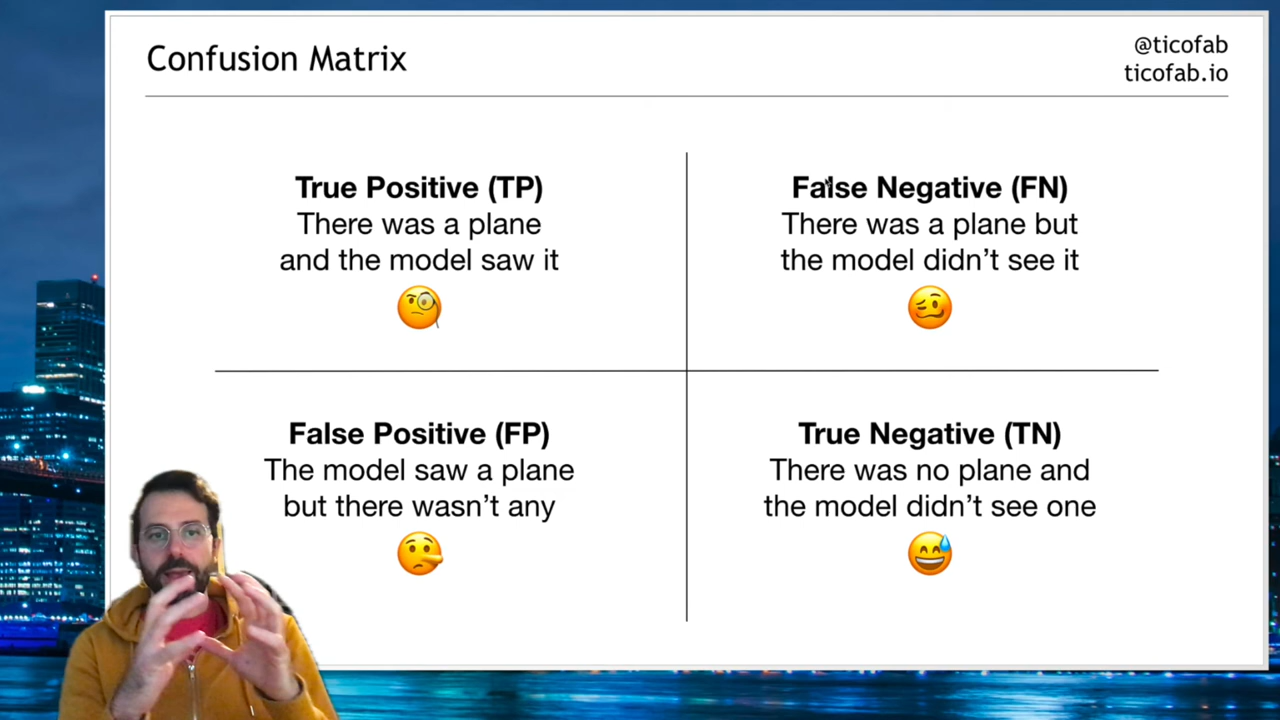 Confusion Matrix
@ticofab
ticofab.io
True Positive (TP)
There was a plane
and the model saw it
False Negative (FN)
There was a plane but
the model didn’t see it
False Positive (FP)
The model saw a plane
but there wasn’t any
True Negative (TN)
There was no plane and
the model didn’t see one